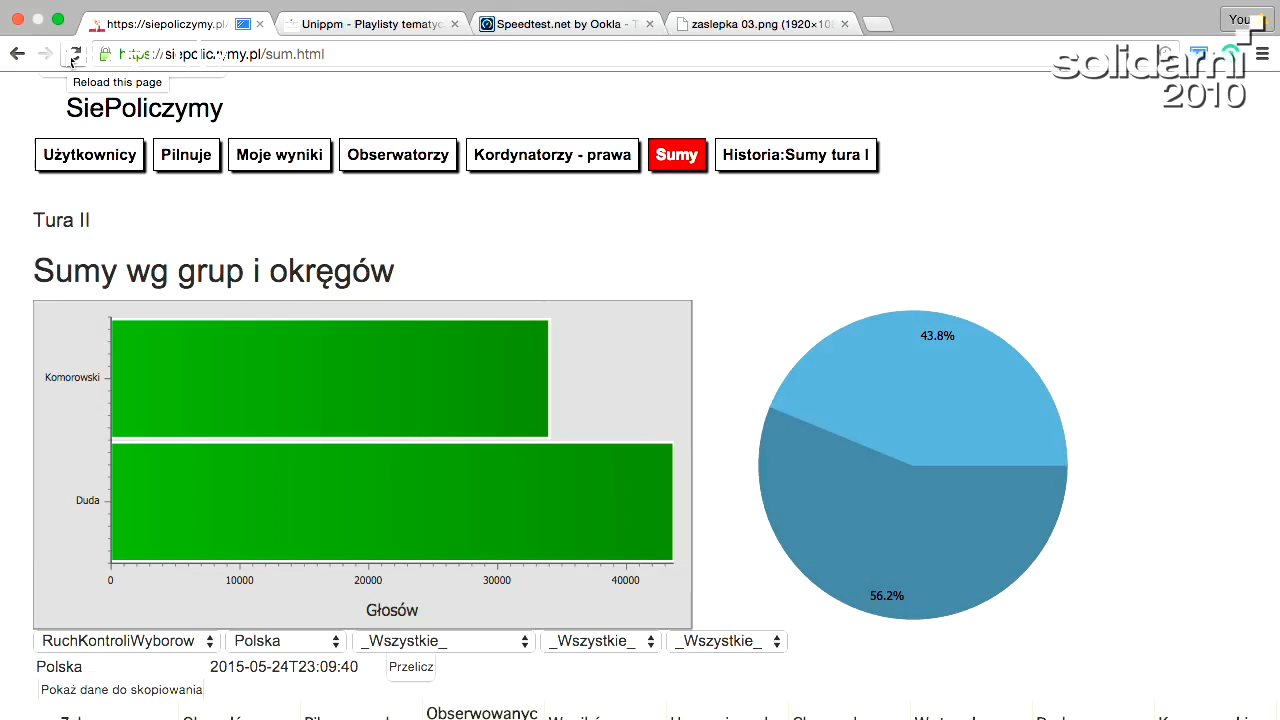 https://siepoliczymy.pl/
Unippm - Playlisty tematyc
Speedtest.net by Ookla - T
zaslepka 03.png (1920×108
You
https://siepoliczymy.pl/sum.html
Reload this page
solidarni
2010
SiePoliczymy
Użytkownicy
Pilnuje
Moje wyniki
Obserwatorzy
Kordynatorzy - prawa
Sumy
Historia:Sumy tura I
Tura II
Sumy wg grup i okręgów
Komorowski
Duda
0
10000
20000
30000
40000
Głosów
43.8%
56.2%
RuchKontroliWyborow
Polska
_Wszystkie_
_Wszystkie_
_Wszystkie_
Polska
2015-05-24T23:09:40
Przelicz
Pokaż dane do skopiowania
Obserwowanyc